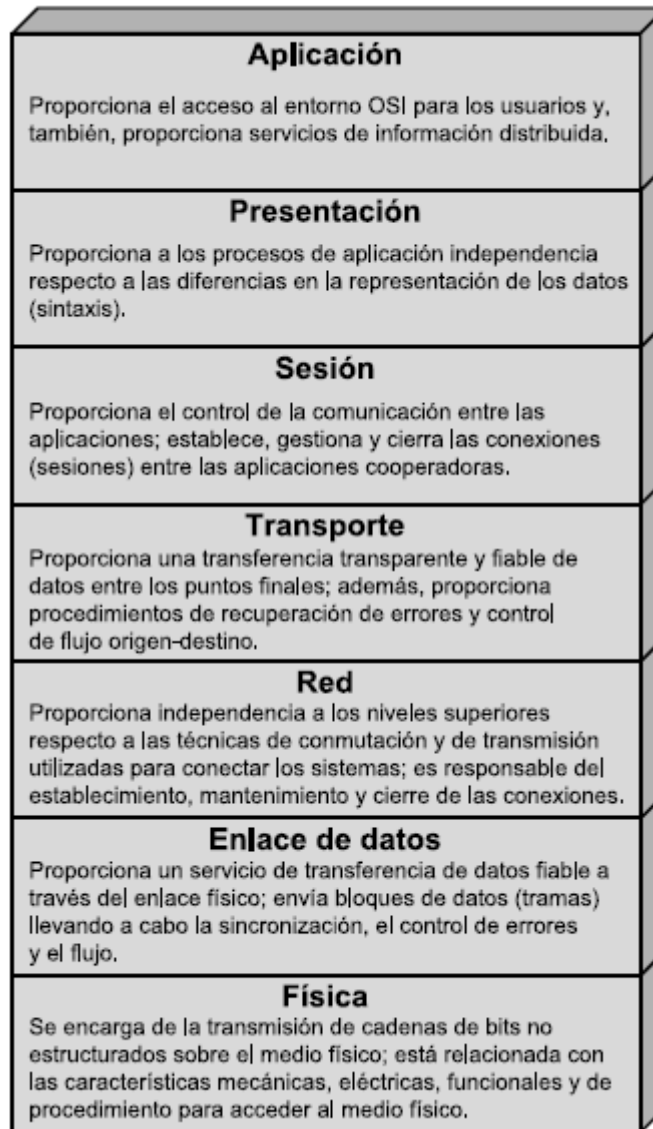 Aplicación
Proporciona el acceso al entorno OSI para los usuarios y,
también, proporciona servicios de información distribuida.
Presentación
Proporciona a los procesos de aplicación independencia
respecto a las diferencias en la representación de los datos
(sintaxis).
Sesión
Proporciona el control de la comunicación entre las
aplicaciones; establece, gestiona y cierra las conexiones
(sesiones) entre las aplicaciones cooperadoras.
Transporte
Proporciona una transferencia transparente y fiable de
datos entre los puntos finales; además, proporciona
procedimientos de recuperación de errores y control
de flujo origen-destino.
Red
Proporciona independencia a los niveles superiores
respecto a las técnicas de conmutación y de transmisión
utilizadas para conectar los sistemas; es responsable del
establecimiento, mantenimiento y cierre de las conexiones.
Enlace de datos
Proporciona un servicio de transferencia de datos fiable a
través del enlace físico; envía bloques de datos (tramas)
llevando a cabo la sincronización, el control de errores
y el flujo.
Física
Se encarga de la transmisión de cadenas de bits no
estructurados sobre el medio físico; está relacionada con
las características mecánicas, eléctricas, funcionales y de
procedimiento para acceder al medio físico.